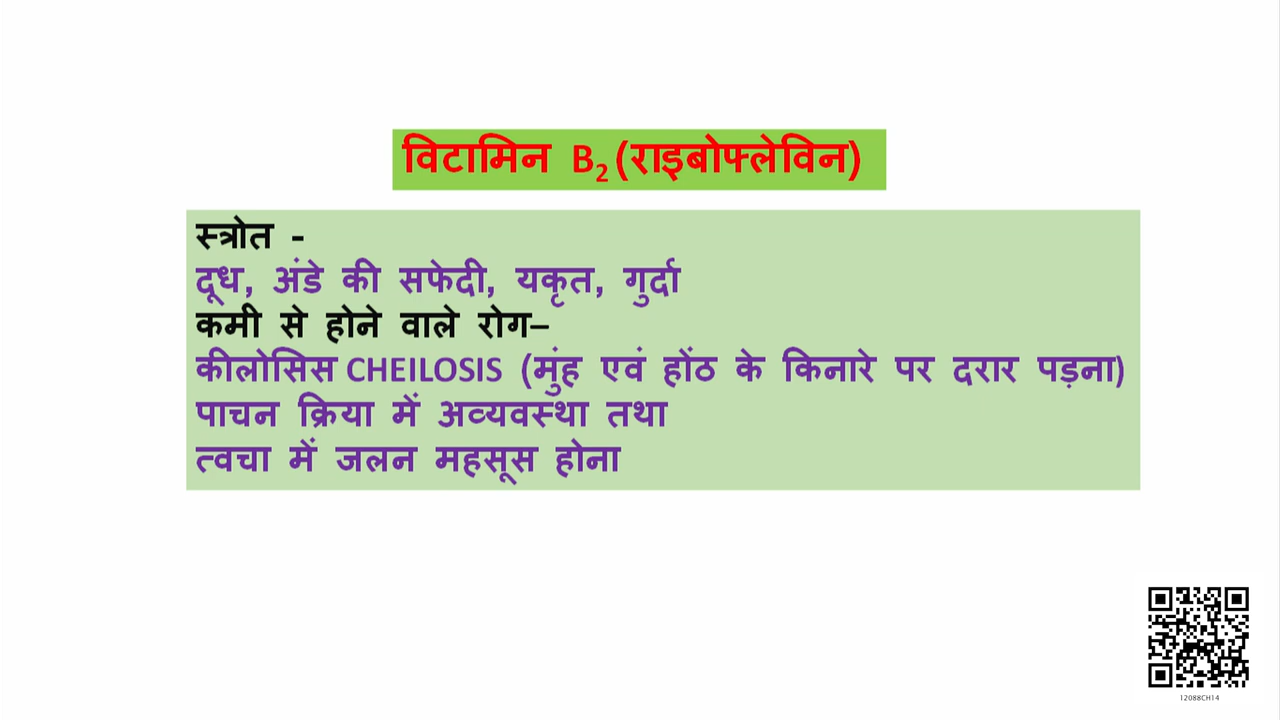 विटामिन B2 (राइबोफ्लेविन)
स्त्रोत -
दूध, अंडे की सफेदी, यकृत, गुर्दा
कमी से होने वाले रोग–
कीलोसिस CHEILOSIS (मुंह एवं होंठ के किनारे पर दरार पड़ना)
पाचन क्रिया में अव्यवस्था तथा
त्वचा में जलन महसूस होना
12088CH14